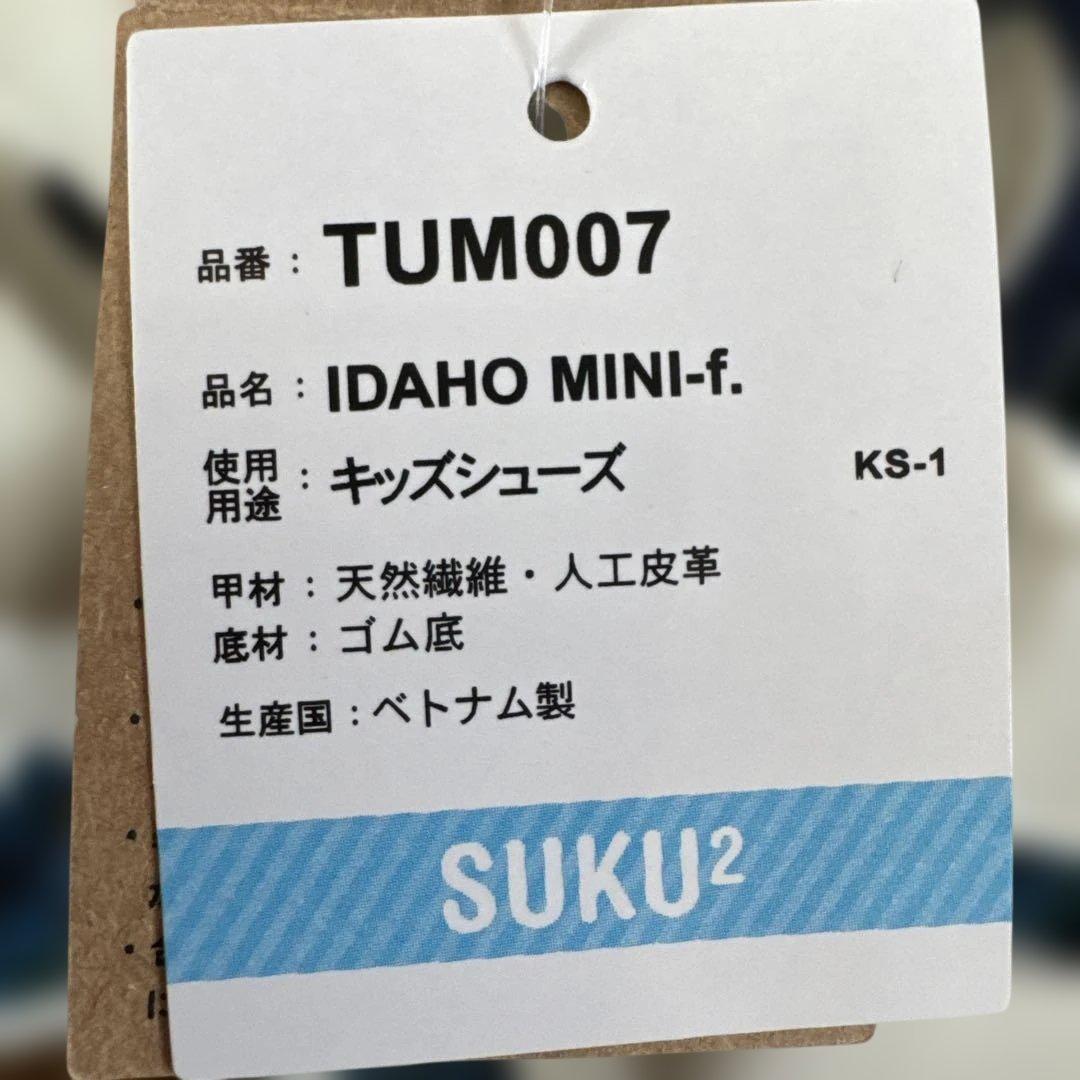 品番：TUM007
品名：IDAHO MINI-f.
使用用途：キッズシューズ KS-1
甲材：天然繊維・人工皮革
底材：ゴム底
生産国：ベトナム製
SUKU²